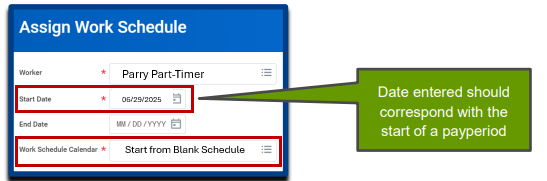 Assign Work Schedule
Worker * Parry Part-Timer
Start Date * 06/29/2025
End Date MM / DD / YYYY
Work Schedule Calendar * Start from Blank Schedule
Date entered should
correspond with the
start of a payperiod